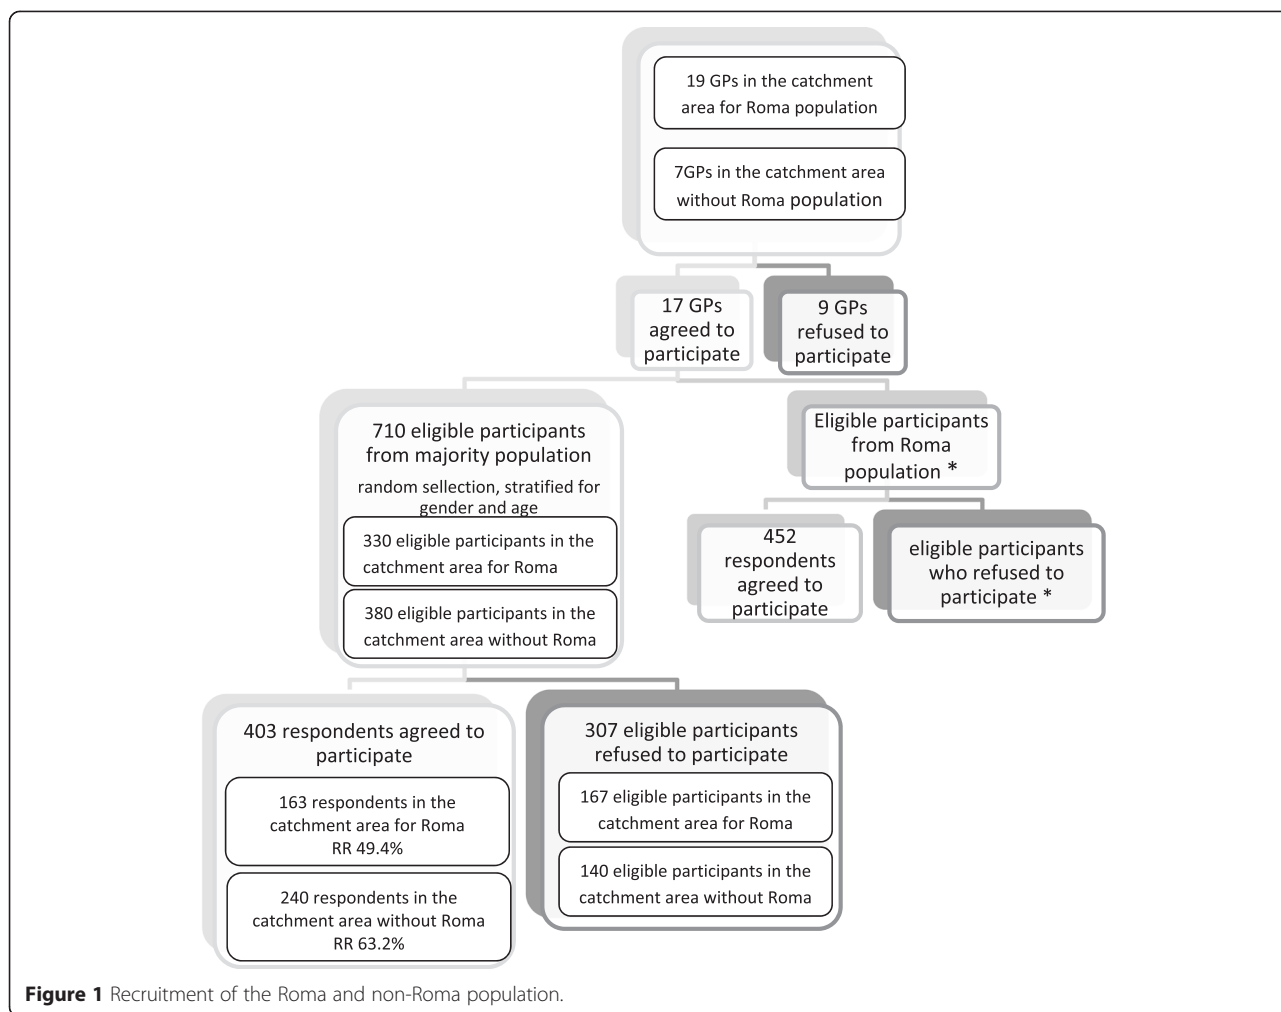 19 GPs in the catchment
area for Roma population
7GPs in the catchment area
without Roma population
17 GPs
agreed to
participate
9 GPs
refused to
participate
710 eligible participants
from majority population
random sellection, stratified for
gender and age
330 eligible participants in the
catchment area for Roma
380 eligible participants in the
catchment area without Roma
Eligible participants
from Roma
population *
452
respondents
agreed to
participate
eligible participants
who refused to
participate *
403 respondents agreed to
participate
163 respondents in the
catchment area for Roma
RR 49.4%
240 respondents in the
catchment area without Roma
RR 63.2%
307 eligible participants
refused to participate
167 eligible participants in the
catchment area for Roma
140 eligible participants in the
catchment area without Roma
Figure 1 Recruitment of the Roma and non-Roma population.